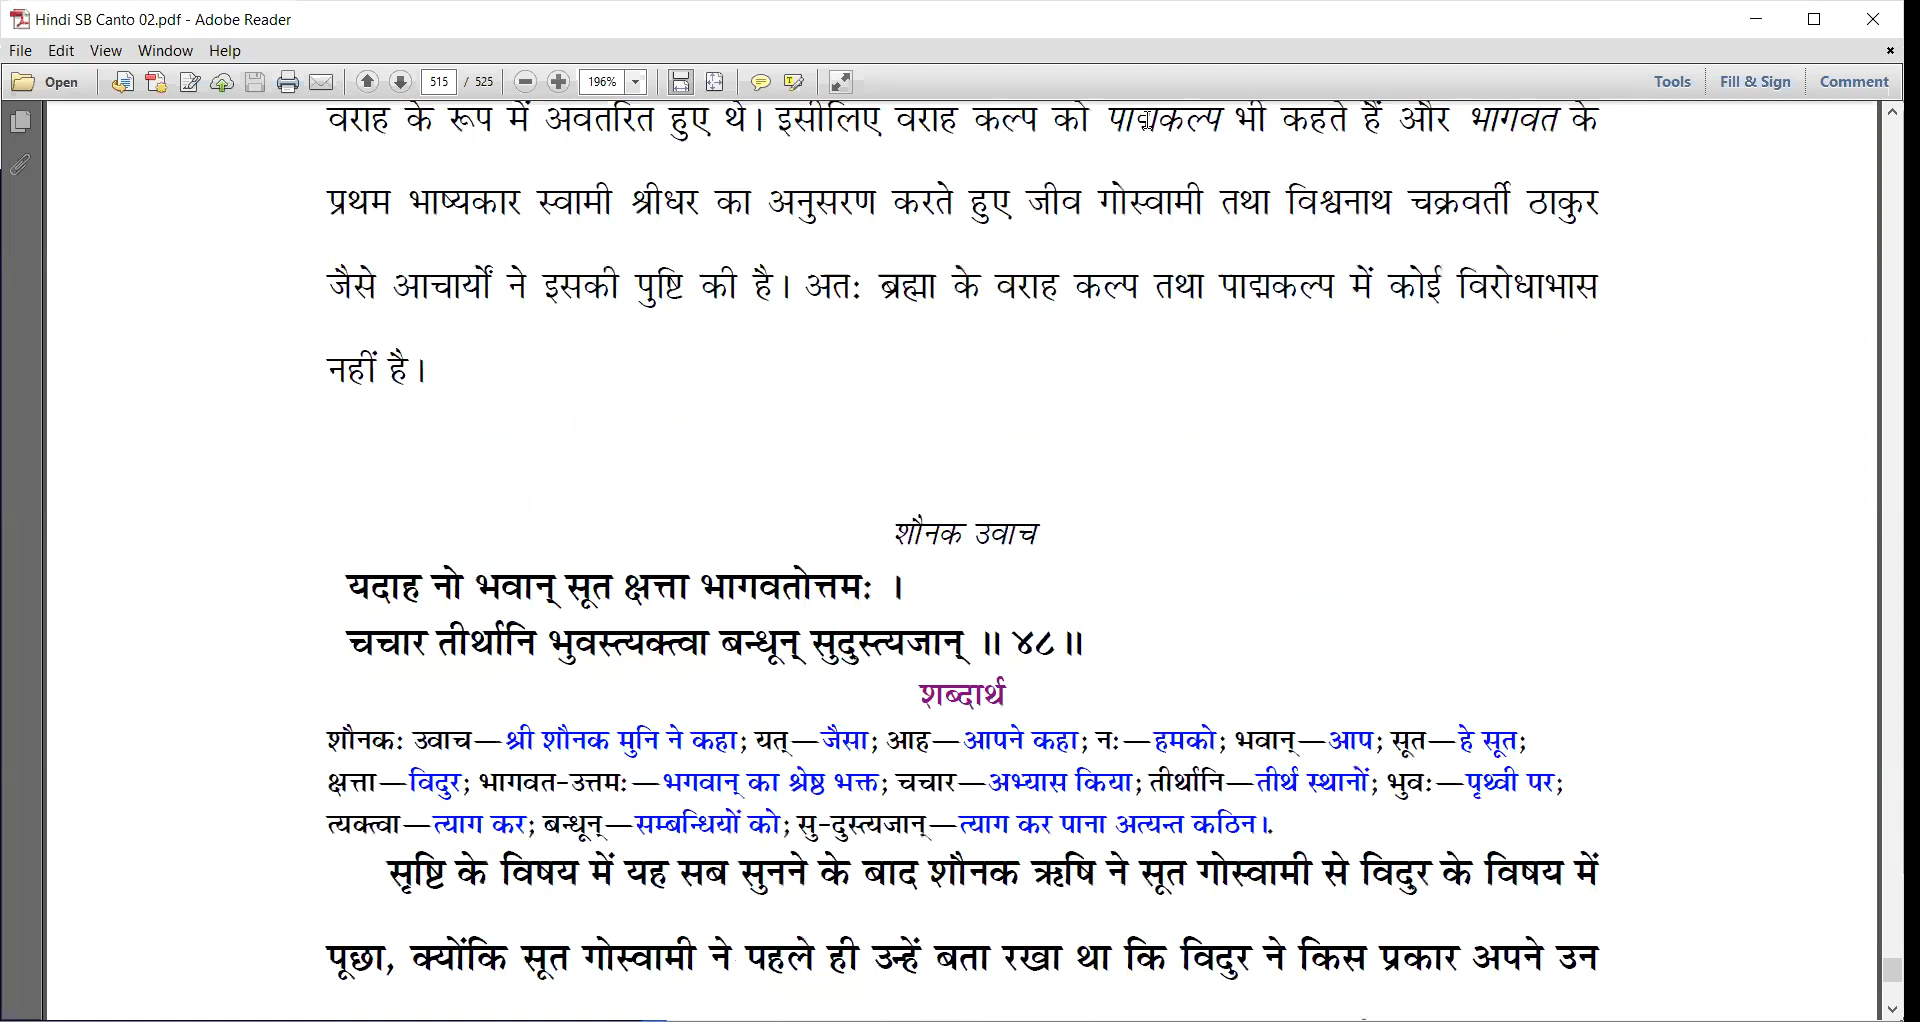 Hindi SB Canto 02.pdf - Adobe Reader
File Edit View Window Help
Open 515 / 525 196% Tools Fill & Sign Comment
वराह के रूप में अवतरित हुए थे। इसीलिए वराह कल्प को पाद्मकल्प भी कहते हैं और भागवत के
प्रथम भाष्यकार स्वामी श्रीधर का अनुसरण करते हुए जीव गोस्वामी तथा विश्वनाथ चक्रवर्ती ठाकुर
जैसे आचार्यों ने इसकी पुष्टि की है। अतः ब्रह्मा के वराह कल्प तथा पाद्मकल्प में कोई विरोधाभास
नहीं है।
शौनक उवाच
यदाह नो भवान् सूत क्षत्ता भागवतोत्तमः ।
चचार तीर्थानि भुवस्त्यक्त्वा बन्धून् सुदुस्त्यजान् ॥ ४८॥
शब्दार्थ
शौनकः उवाच—श्री शौनक मुनि ने कहा; यत्—जैसा; आह—आपने कहा; नः—हमको; भवान्—आप; सूत—हे सूत;
क्षत्ता—विदुर; भागवत-उत्तमः—भगवान् का श्रेष्ठ भक्त; चचार—अभ्यास किया; तीर्थानि—तीर्थ स्थानों; भुवः—पृथ्वी पर;
त्यक्त्वा—त्याग कर; बन्धून्—सम्बन्धियों को; सु-दुस्त्यजान्—त्याग कर पाना अत्यन्त कठिन।.
सृष्टि के विषय में यह सब सुनने के बाद शौनक ऋषि ने सूत गोस्वामी से विदुर के विषय में
पूछा, क्योंकि सूत गोस्वामी ने पहले ही उन्हें बता रखा था कि विदुर ने किस प्रकार अपने उन